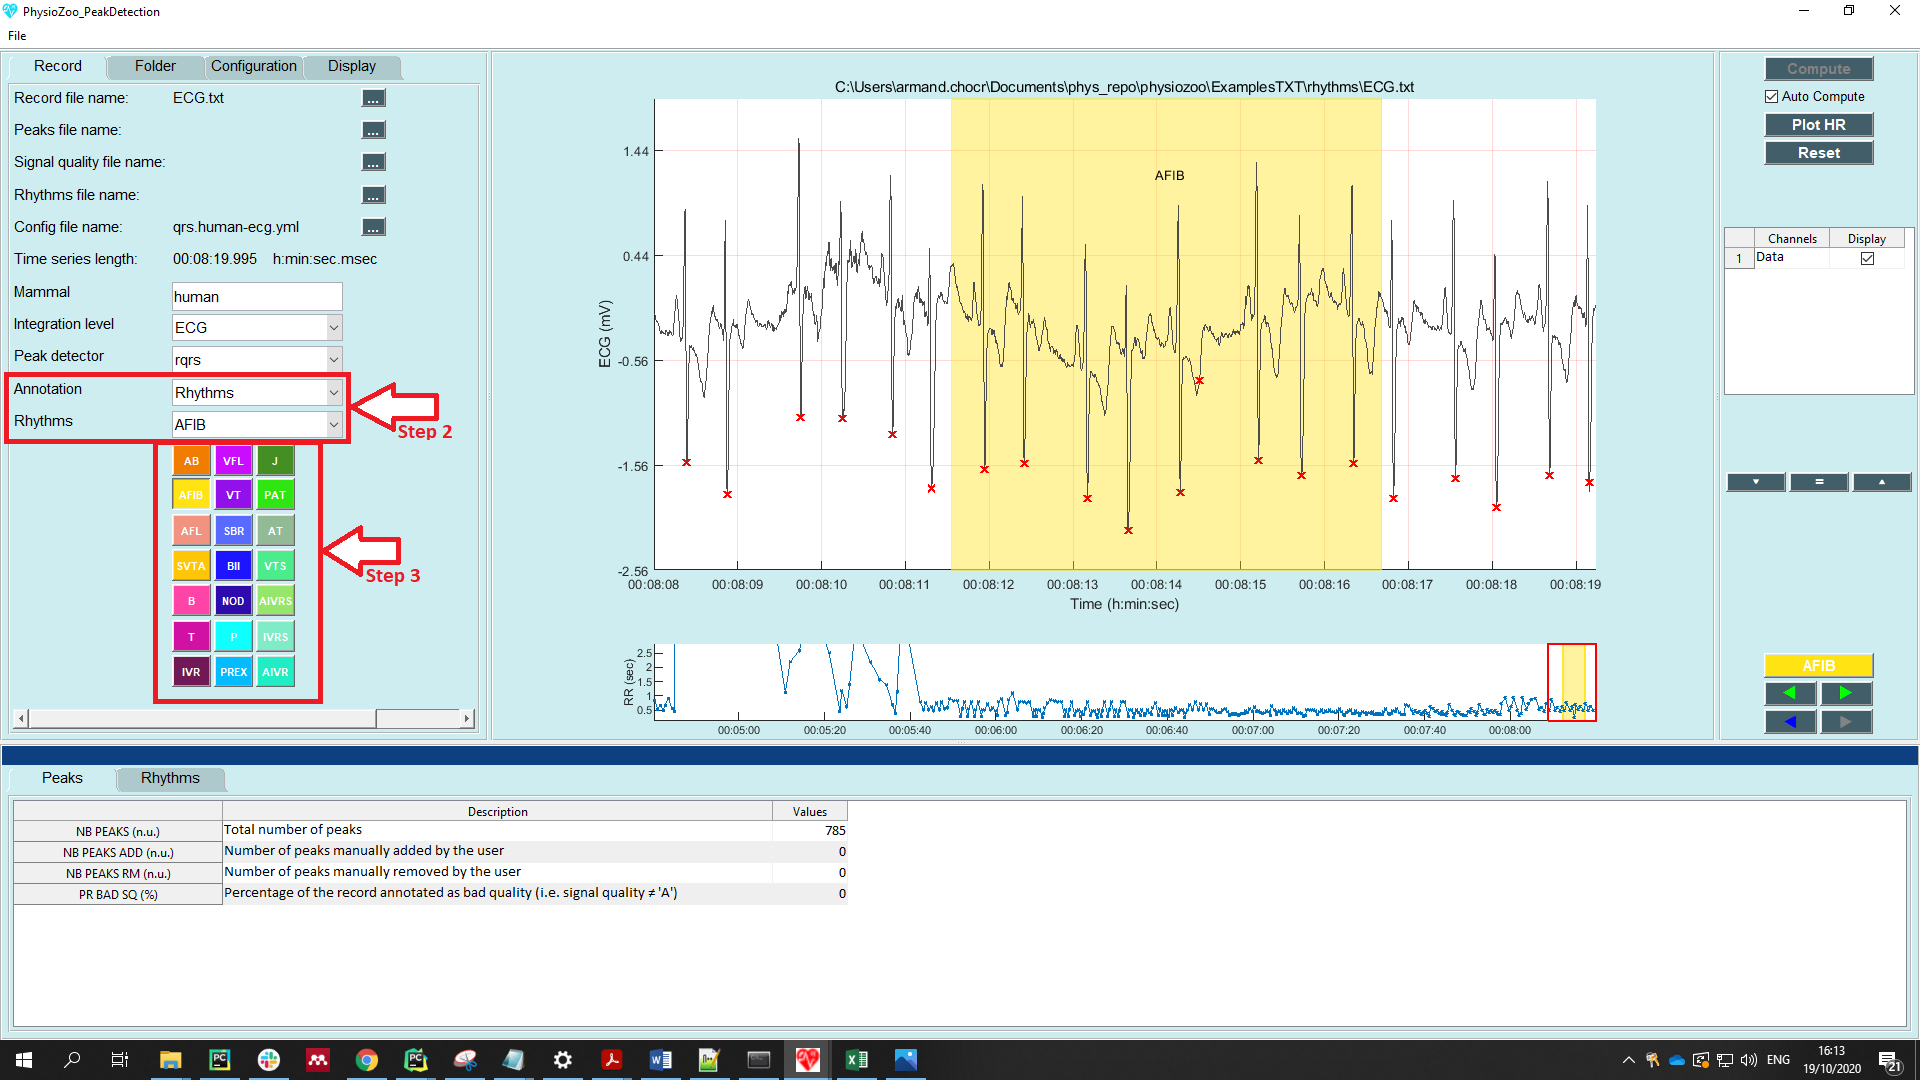 PhysioZoo_PeakDetection
File
Record
Folder
Configuration
Display
Record file name:
ECG.txt
...
Peaks file name:
...
Signal quality file name:
...
Rhythms file name:
...
Config file name:
qrs.human-ecg.yml
...
Time series length:
00:08:19.995
h:min:sec.msec
Mammal
human
Integration level
ECG
Peak detector
rqrs
Annotation
Rhythms
Rhythms
AFIB
Step 2
AB
VFL
J
AFIB
VT
PAT
AFL
SBR
AT
SVTA
BII
VTS
B
NOD
AIVRS
T
P
IVRS
IVR
PREX
AIVR
Step 3
C:\Users\armand.chocr\Documents\phys_repo\physiozoo\ExamplesTXT\rhythms\ECG.txt
AFIB
ECG (mV)
1.44
0.44
-0.56
-1.56
-2.56
00:08:08
00:08:09
00:08:10
00:08:11
00:08:12
00:08:13
00:08:14
00:08:15
00:08:16
00:08:17
00:08:18
00:08:19
Time (h:min:sec)
RR (sec)
2.5
2
1.5
1
0.5
00:05:00
00:05:20
00:05:40
00:06:00
00:06:20
00:06:40
00:07:00
00:07:20
00:07:40
00:08:00
Compute
Auto Compute
Plot HR
Reset
Channels
Display
1
Data
=
AFIB
Peaks
Rhythms
Description
Values
NB PEAKS (n.u.)
Total number of peaks
785
NB PEAKS ADD (n.u.)
Number of peaks manually added by the user
0
NB PEAKS RM (n.u.)
Number of peaks manually removed by the user
0
PR BAD SQ (%)
Percentage of the record annotated as bad quality (i.e. signal quality ≠ 'A')
0
ENG
16:13
19/10/2020
21